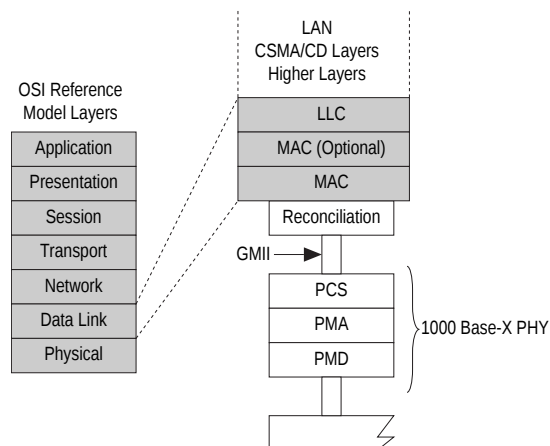 LAN
CSMA/CD Layers
Higher Layers
OSI Reference
Model Layers
Application
Presentation
Session
Transport
Network
Data Link
Physical
LLC
MAC (Optional)
MAC
Reconciliation
GMII
PCS
PMA
PMD
1000 Base-X PHY